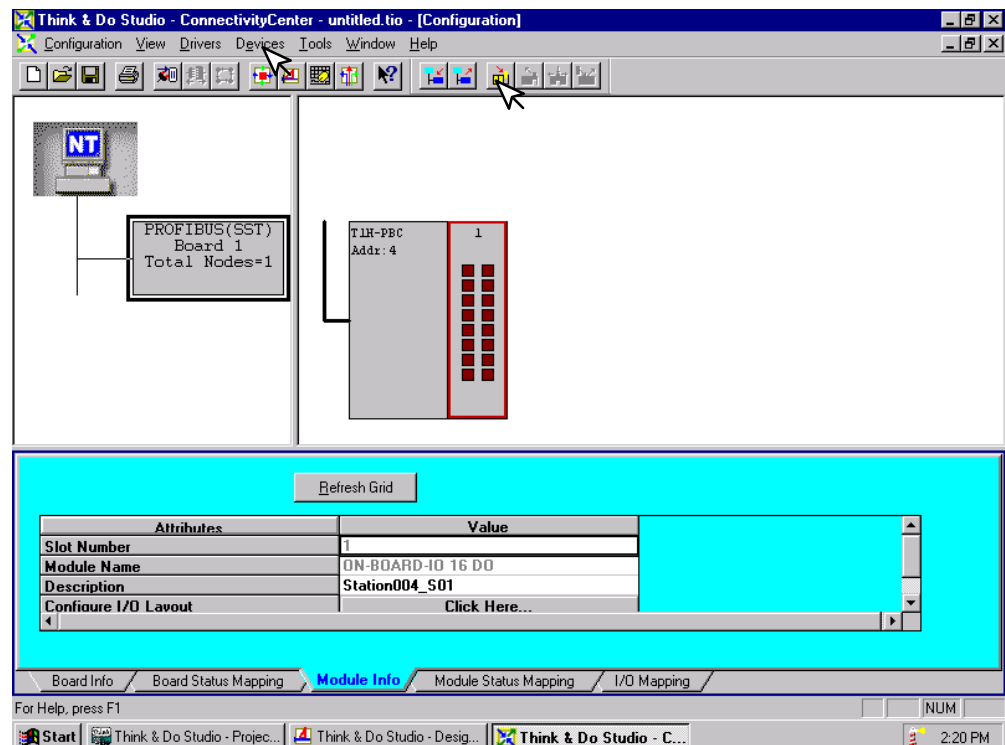 Think & Do Studio - ConnectivityCenter - untitled.tio - [Configuration]
Configuration View Drivers Devices Tools Window Help
NT
PROFIBUS(SST)
Board 1
Total Nodes=1
T1H-PBC
Addr:4
1
Refresh Grid
Attributes Value
Slot Number 1
Module Name ON-BOARD-IO 16 DO
Description Station004_S01
Configure I/O Layout Click Here...
Board Info Board Status Mapping Module Info Module Status Mapping I/O Mapping
For Help, press F1 NUM
Start Think & Do Studio - Projec... Think & Do Studio - Desig... Think & Do Studio - C... 2:20 PM